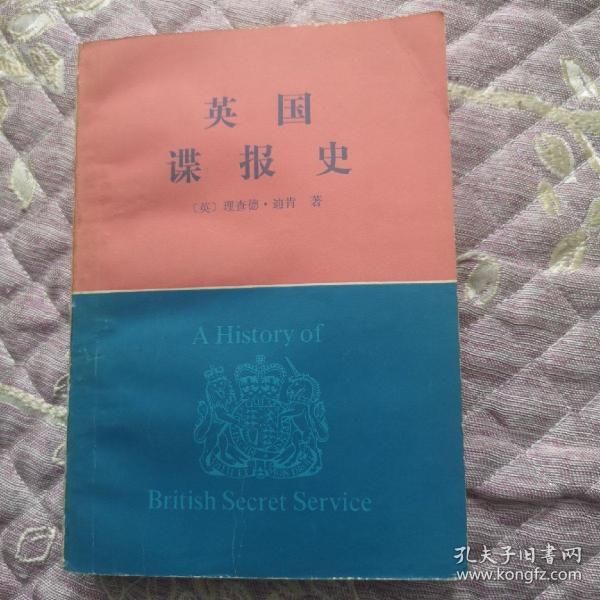 英国
谍报史
〔英〕理查德·迪肯 著
A History of
British Secret Service
孔夫子旧书网
www.kongfz.com